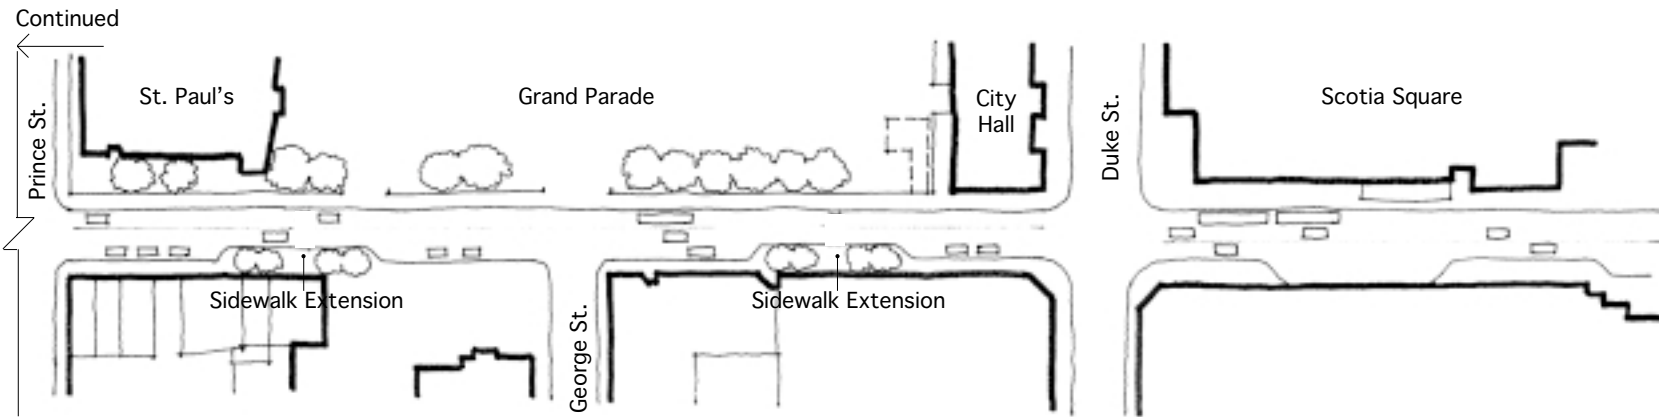 Continued
St. Paul's
Grand Parade
City
Hall
Scotia Square
Prince St.
Duke St.
Sidewalk Extension
Sidewalk Extension
George St.